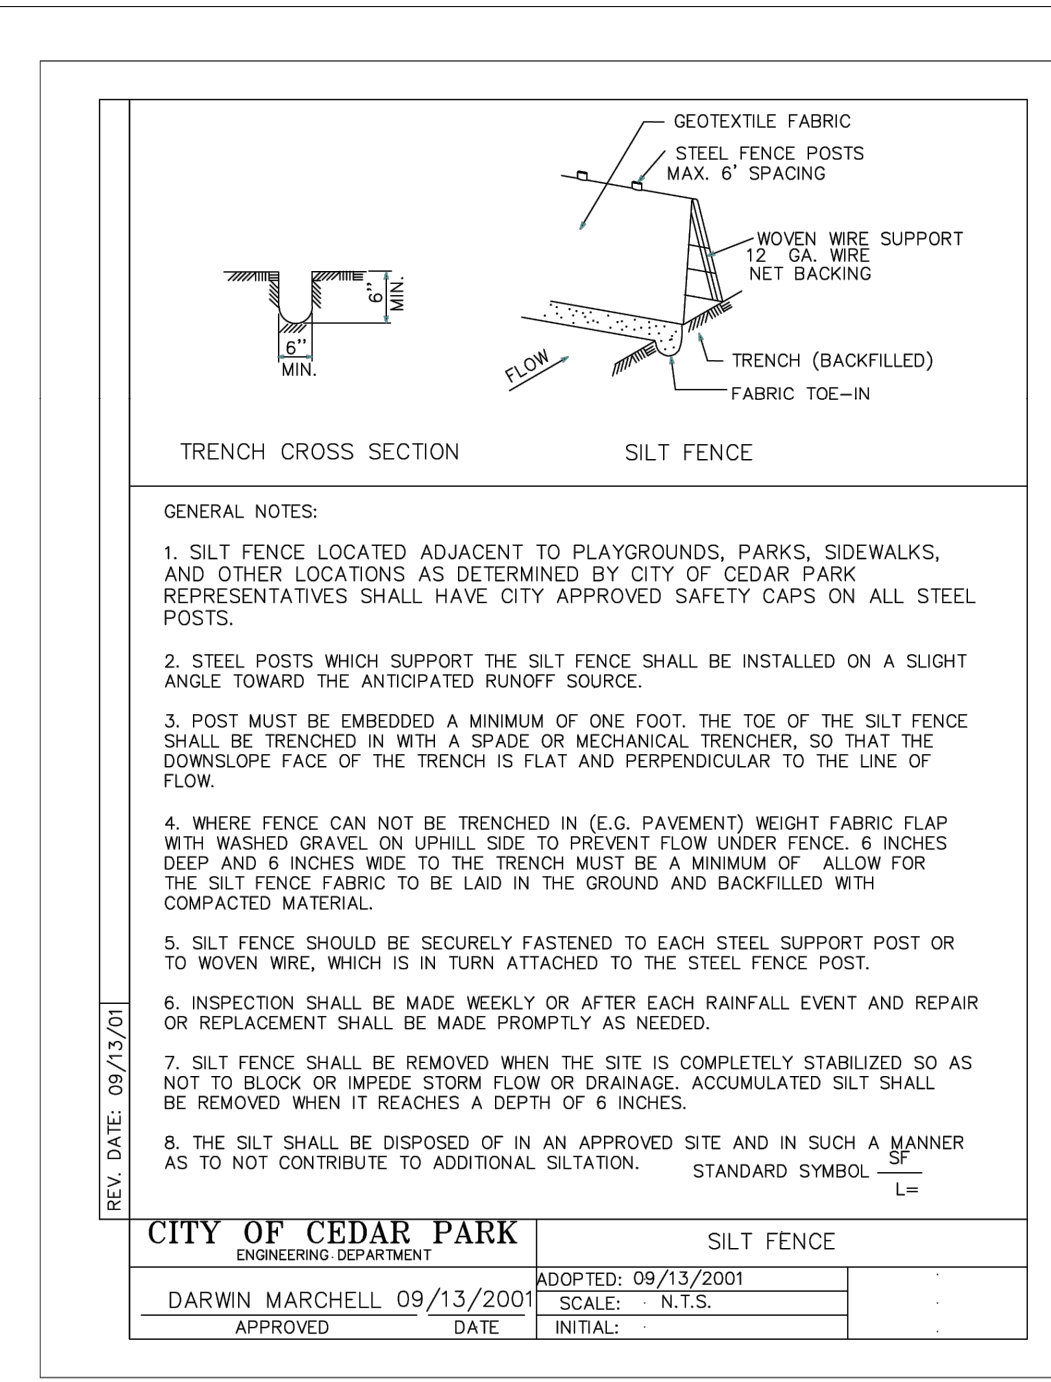 GEOTEXTILE FABRIC
STEEL FENCE POSTS
MAX. 6' SPACING
WOVEN WIRE SUPPORT
12 GA. WIRE
NET BACKING
6"
MIN.
6''
MIN.
FLOW
TRENCH (BACKFILLED)
FABRIC TOE-IN
TRENCH CROSS SECTION
SILT FENCE
GENERAL NOTES:
1. SILT FENCE LOCATED ADJACENT TO PLAYGROUNDS, PARKS, SIDEWALKS,
AND OTHER LOCATIONS AS DETERMINED BY CITY OF CEDAR PARK
REPRESENTATIVES SHALL HAVE CITY APPROVED SAFETY CAPS ON ALL STEEL
POSTS.
2. STEEL POSTS WHICH SUPPORT THE SILT FENCE SHALL BE INSTALLED ON A SLIGHT
ANGLE TOWARD THE ANTICIPATED RUNOFF SOURCE.
3. POST MUST BE EMBEDDED A MINIMUM OF ONE FOOT. THE TOE OF THE SILT FENCE
SHALL BE TRENCHED IN WITH A SPADE OR MECHANICAL TRENCHER, SO THAT THE
DOWNSLOPE FACE OF THE TRENCH IS FLAT AND PERPENDICULAR TO THE LINE OF
FLOW.
4. WHERE FENCE CAN NOT BE TRENCHED IN (E.G. PAVEMENT) WEIGHT FABRIC FLAP
WITH WASHED GRAVEL ON UPHILL SIDE TO PREVENT FLOW UNDER FENCE. 6 INCHES
DEEP AND 6 INCHES WIDE TO THE TRENCH MUST BE A MINIMUM OF ALLOW FOR
THE SILT FENCE FABRIC TO BE LAID IN THE GROUND AND BACKFILLED WITH
COMPACTED MATERIAL.
5. SILT FENCE SHOULD BE SECURELY FASTENED TO EACH STEEL SUPPORT POST OR
TO WOVEN WIRE, WHICH IS IN TURN ATTACHED TO THE STEEL FENCE POST.
6. INSPECTION SHALL BE MADE WEEKLY OR AFTER EACH RAINFALL EVENT AND REPAIR
OR REPLACEMENT SHALL BE MADE PROMPTLY AS NEEDED.
7. SILT FENCE SHALL BE REMOVED WHEN THE SITE IS COMPLETELY STABILIZED SO AS
NOT TO BLOCK OR IMPEDE STORM FLOW OR DRAINAGE. ACCUMULATED SILT SHALL
BE REMOVED WHEN IT REACHES A DEPTH OF 6 INCHES.
8. THE SILT SHALL BE DISPOSED OF IN AN APPROVED SITE AND IN SUCH A MANNER
AS TO NOT CONTRIBUTE TO ADDITIONAL SILTATION.
STANDARD SYMBOL SF
L=
REV. DATE: 09/13/01
CITY OF CEDAR PARK
ENGINEERING DEPARTMENT
SILT FENCE
DARWIN MARCHELL 09/13/2001
APPROVED DATE
ADOPTED: 09/13/2001
SCALE: N.T.S.
INITIAL: